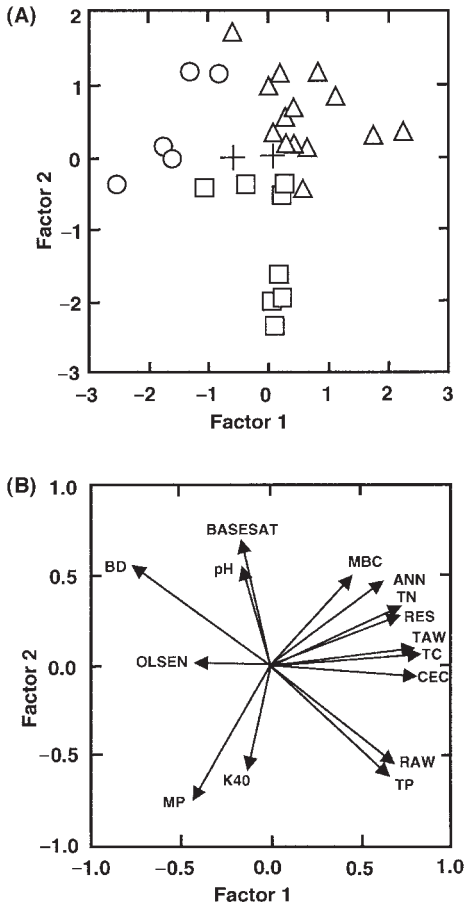 (A)
2
1
0
−1
−2
−3
Factor 2
−3 −2 −1 0 1 2 3
Factor 1
(B)
1.0
0.5
0.0
−0.5
−1.0
Factor 2
BASESAT
BD
pH
MBC
ANN
TN
RES
TAW
OLSEN
TC
CEC
RAW
K40
TP
MP
−1.0 −0.5 0.0 0.5 1.0
Factor 1